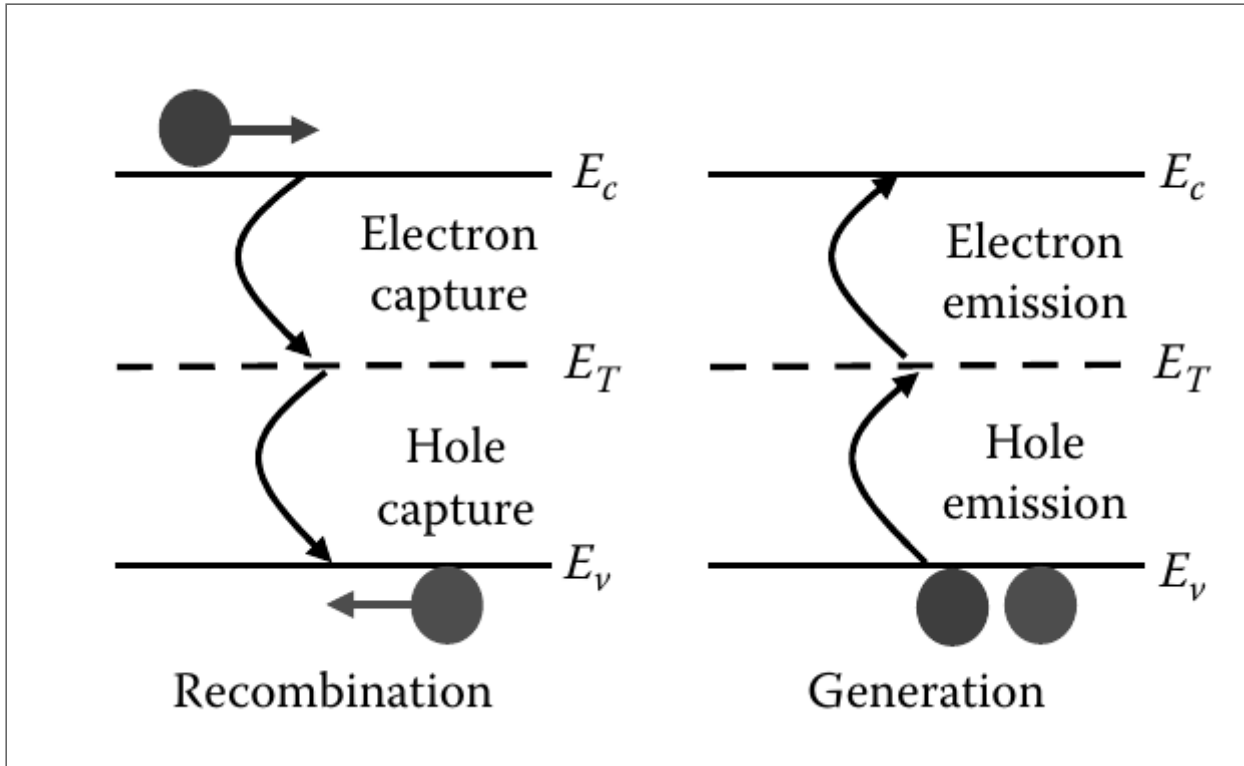 E_c
Electron
capture
E_T
Hole
capture
E_v
Recombination
E_c
Electron
emission
E_T
Hole
emission
E_v
Generation